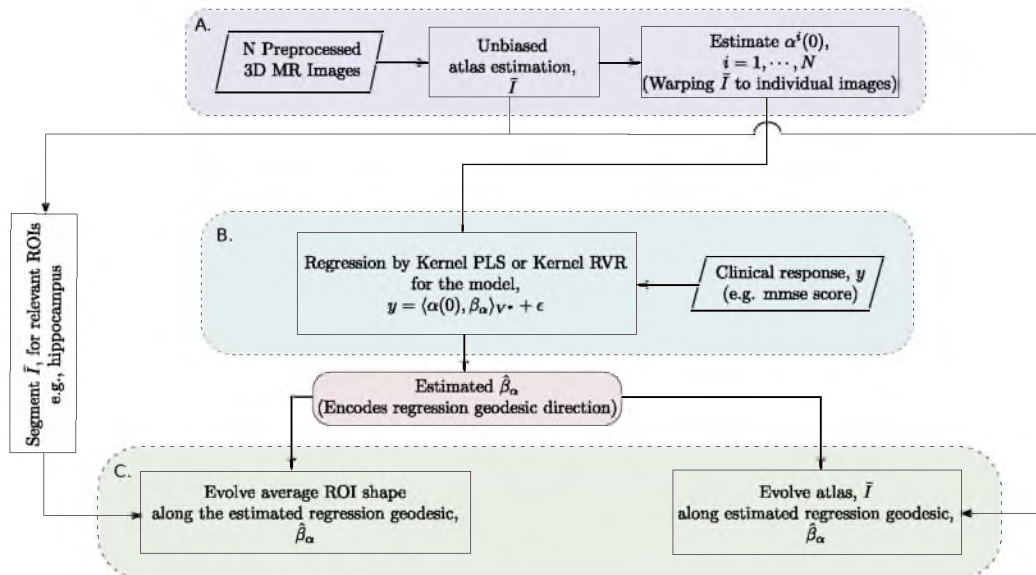 A.
N Preprocessed
3D MR Images
Unbiased
atlas estimation,
Ī
Estimate αⁱ(0),
i = 1, ⋯, N
(Warping Ī to individual images)
Segment Ī, for relevant ROIs
e.g., hippocampus
B.
Regression by Kernel PLS or Kernel RVR
for the model,
y = ⟨α(0), β_α⟩_{V*} + ϵ
Clinical response, y
(e.g. mmse score)
Estimated β̂_α
(Encodes regression geodesic direction)
C.
Evolve average ROI shape
along the estimated regression geodesic,
β̂_α
Evolve atlas, Ī
along estimated regression geodesic,
β̂_α